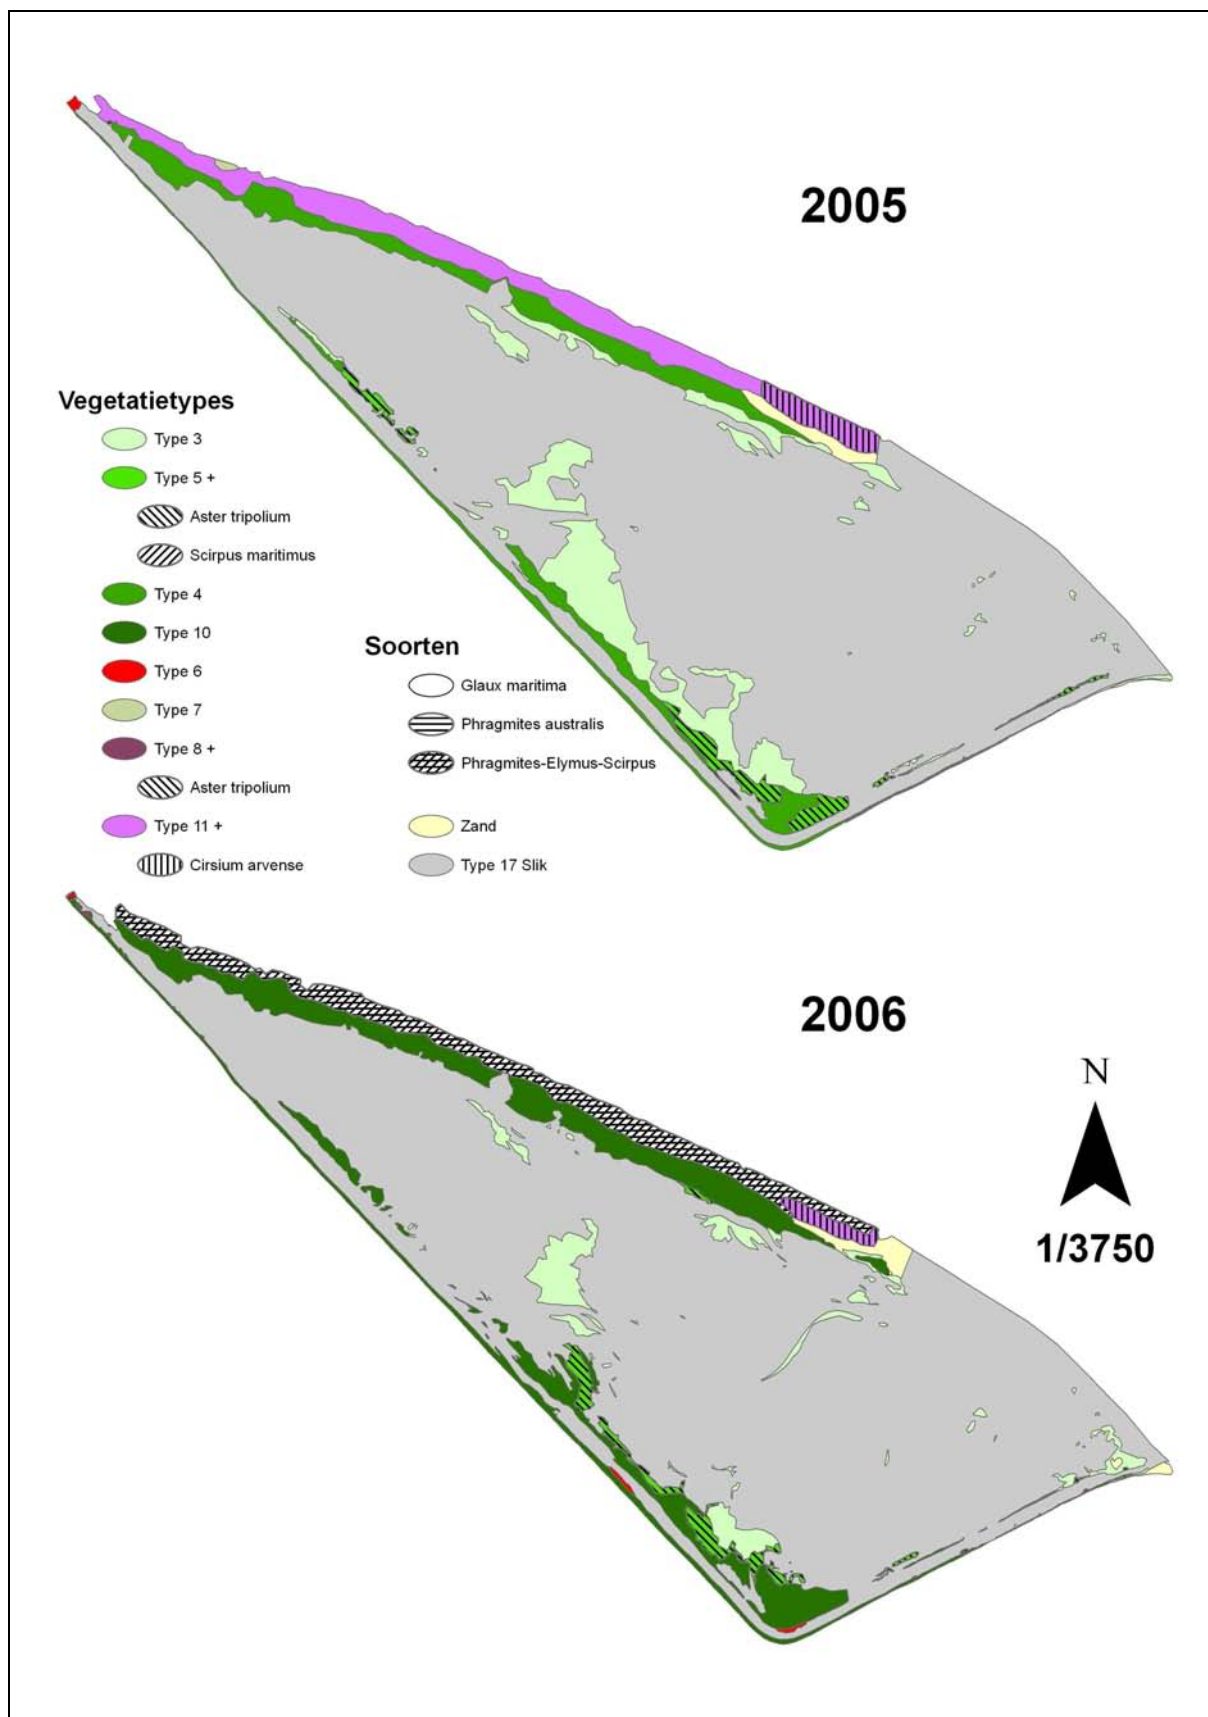 2005
Vegetatietypes
Type 3
Type 5 +
Aster tripolium
Scirpus maritimus
Type 4
Type 10
Type 6
Type 7
Type 8 +
Aster tripolium
Type 11 +
Cirsium arvense
Soorten
Glaux maritima
Phragmites australis
Phragmites-Elymus-Scirpus
Zand
Type 17 Slik
2006
N
1/3750